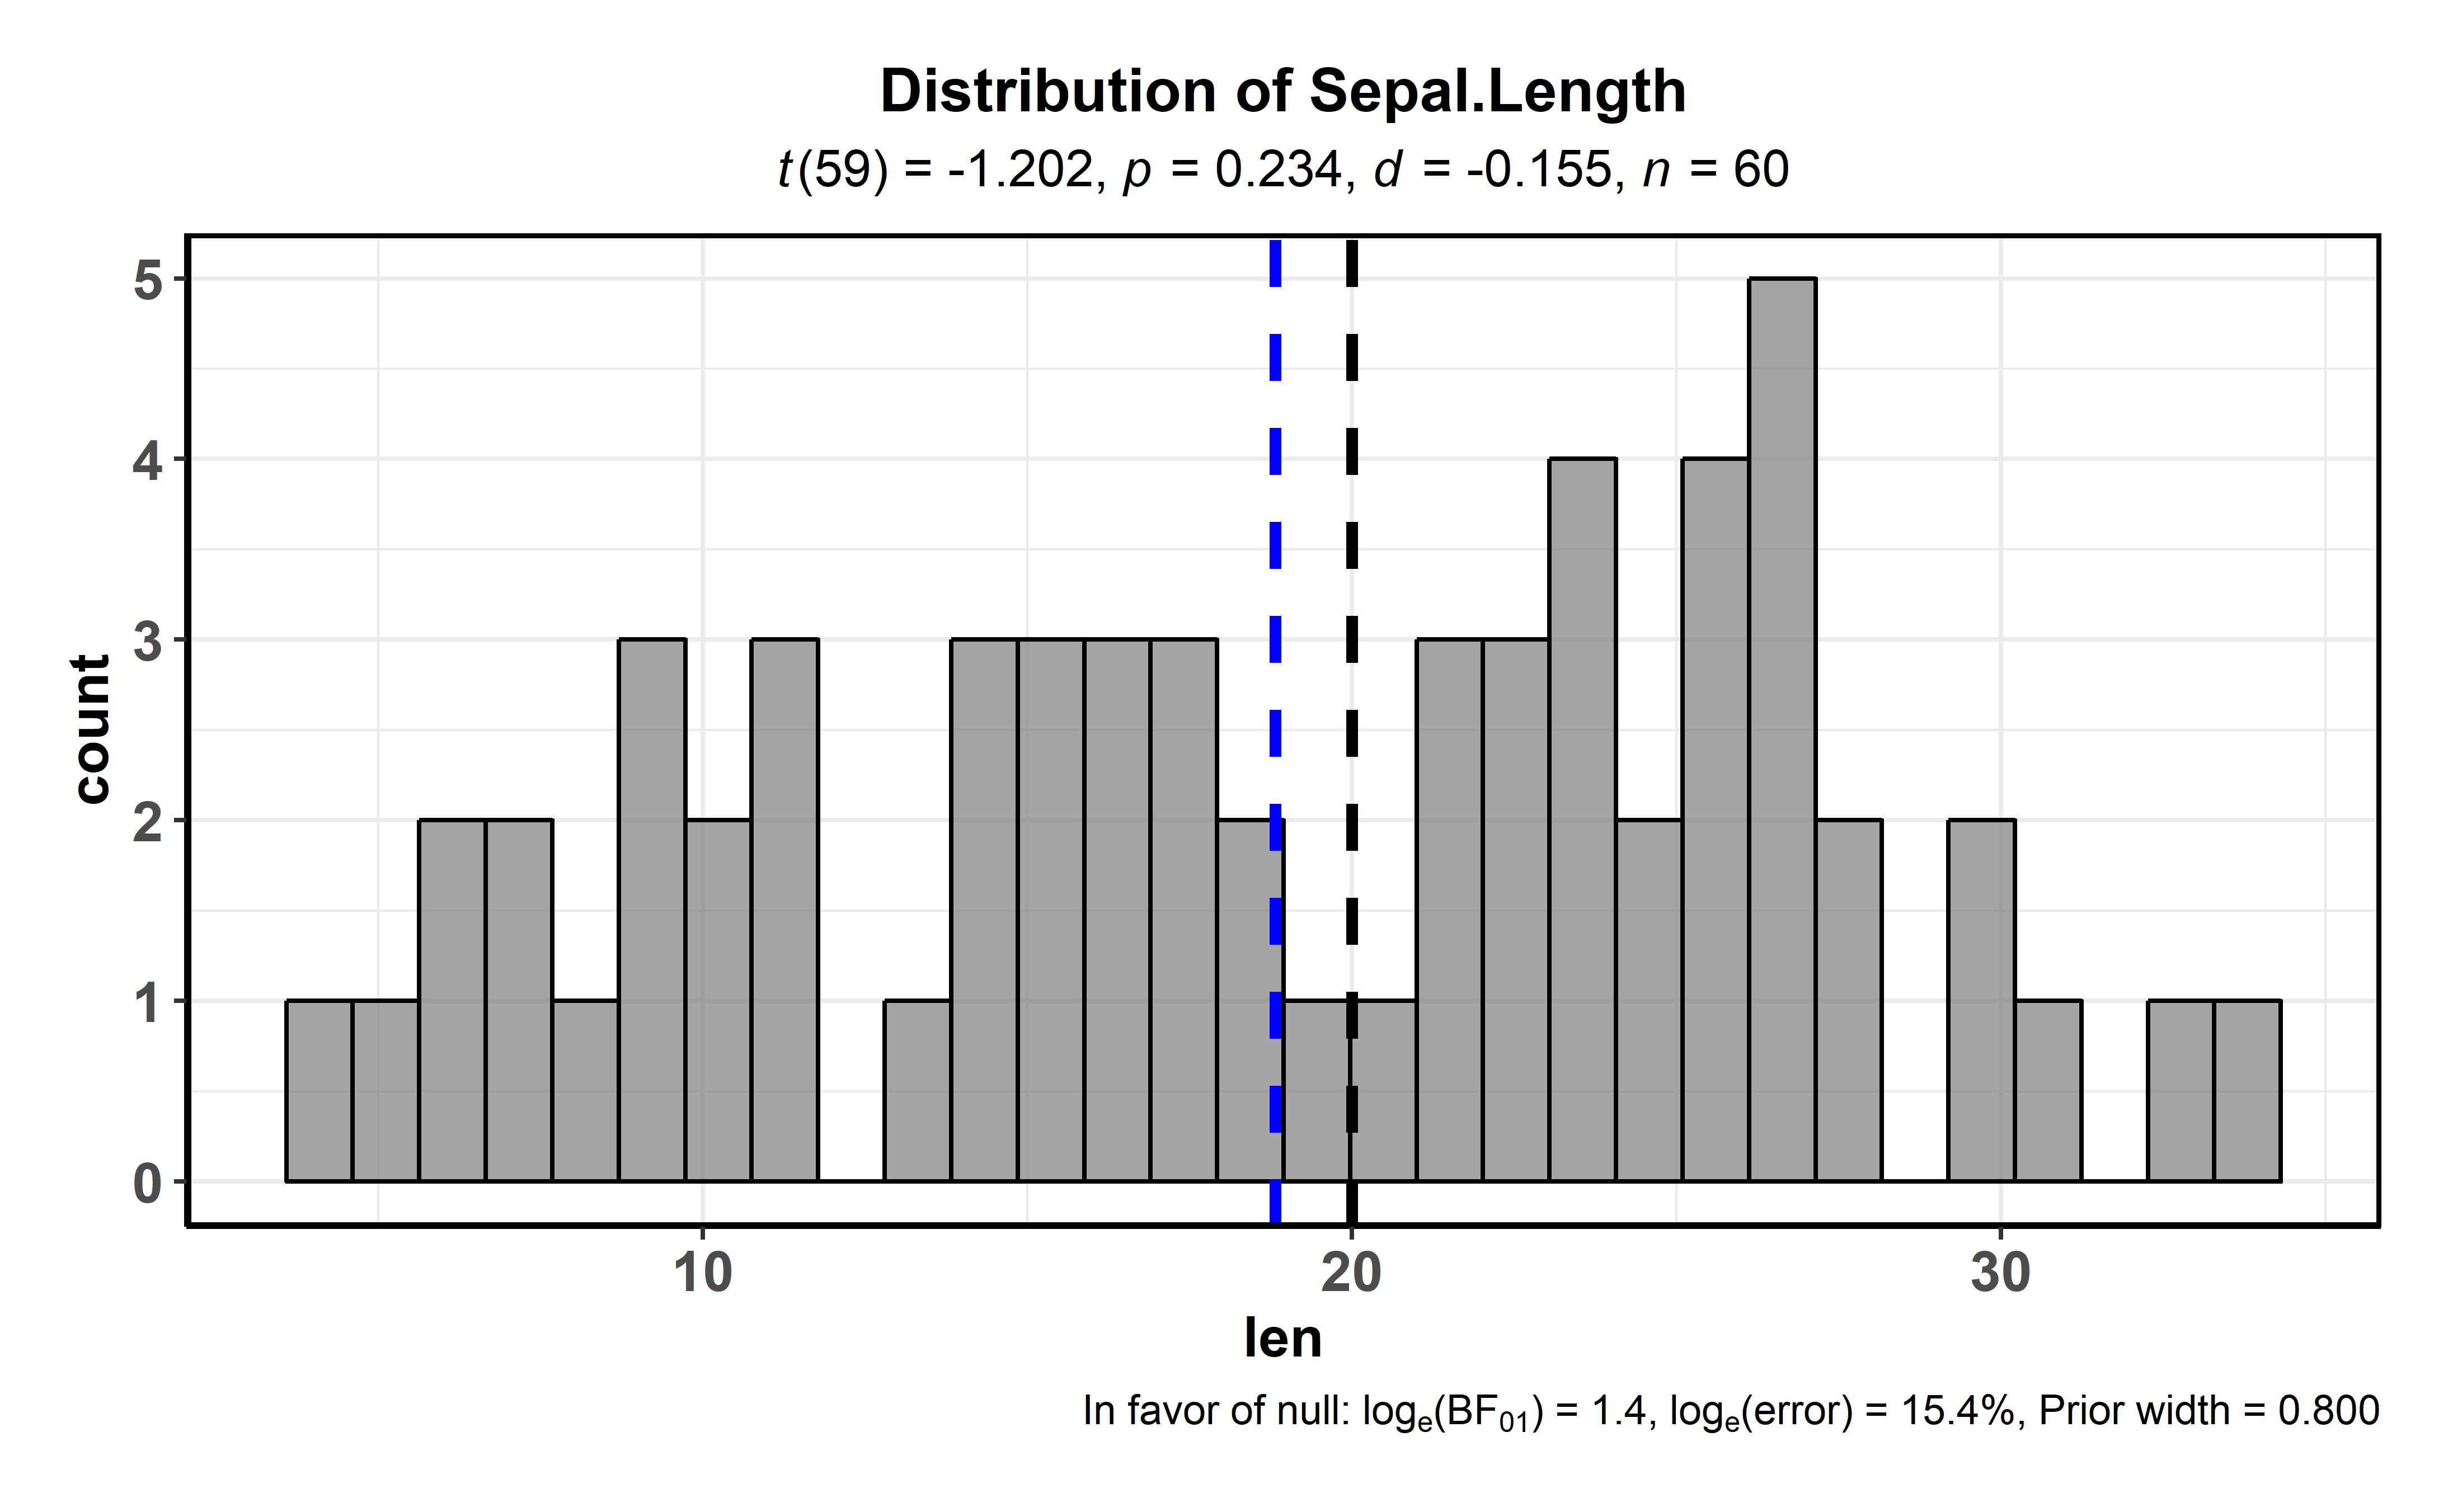 Distribution of Sepal.Length
t(59) = -1.202, p = 0.234, d = -0.155, n = 60
5
4
3
2
1
0
count
10 20 30
len
In favor of null: logₑ(BF₀₁) = 1.4, logₑ(error) = 15.4%, Prior width = 0.800